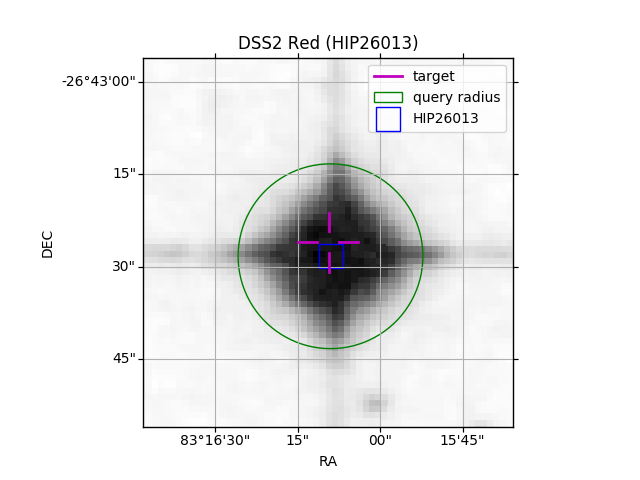 DSS2 Red (HIP26013)
target
query radius
HIP26013
-26°43'00"
15"
30"
45"
DEC
83°16'30"
15"
00"
15'45"
RA